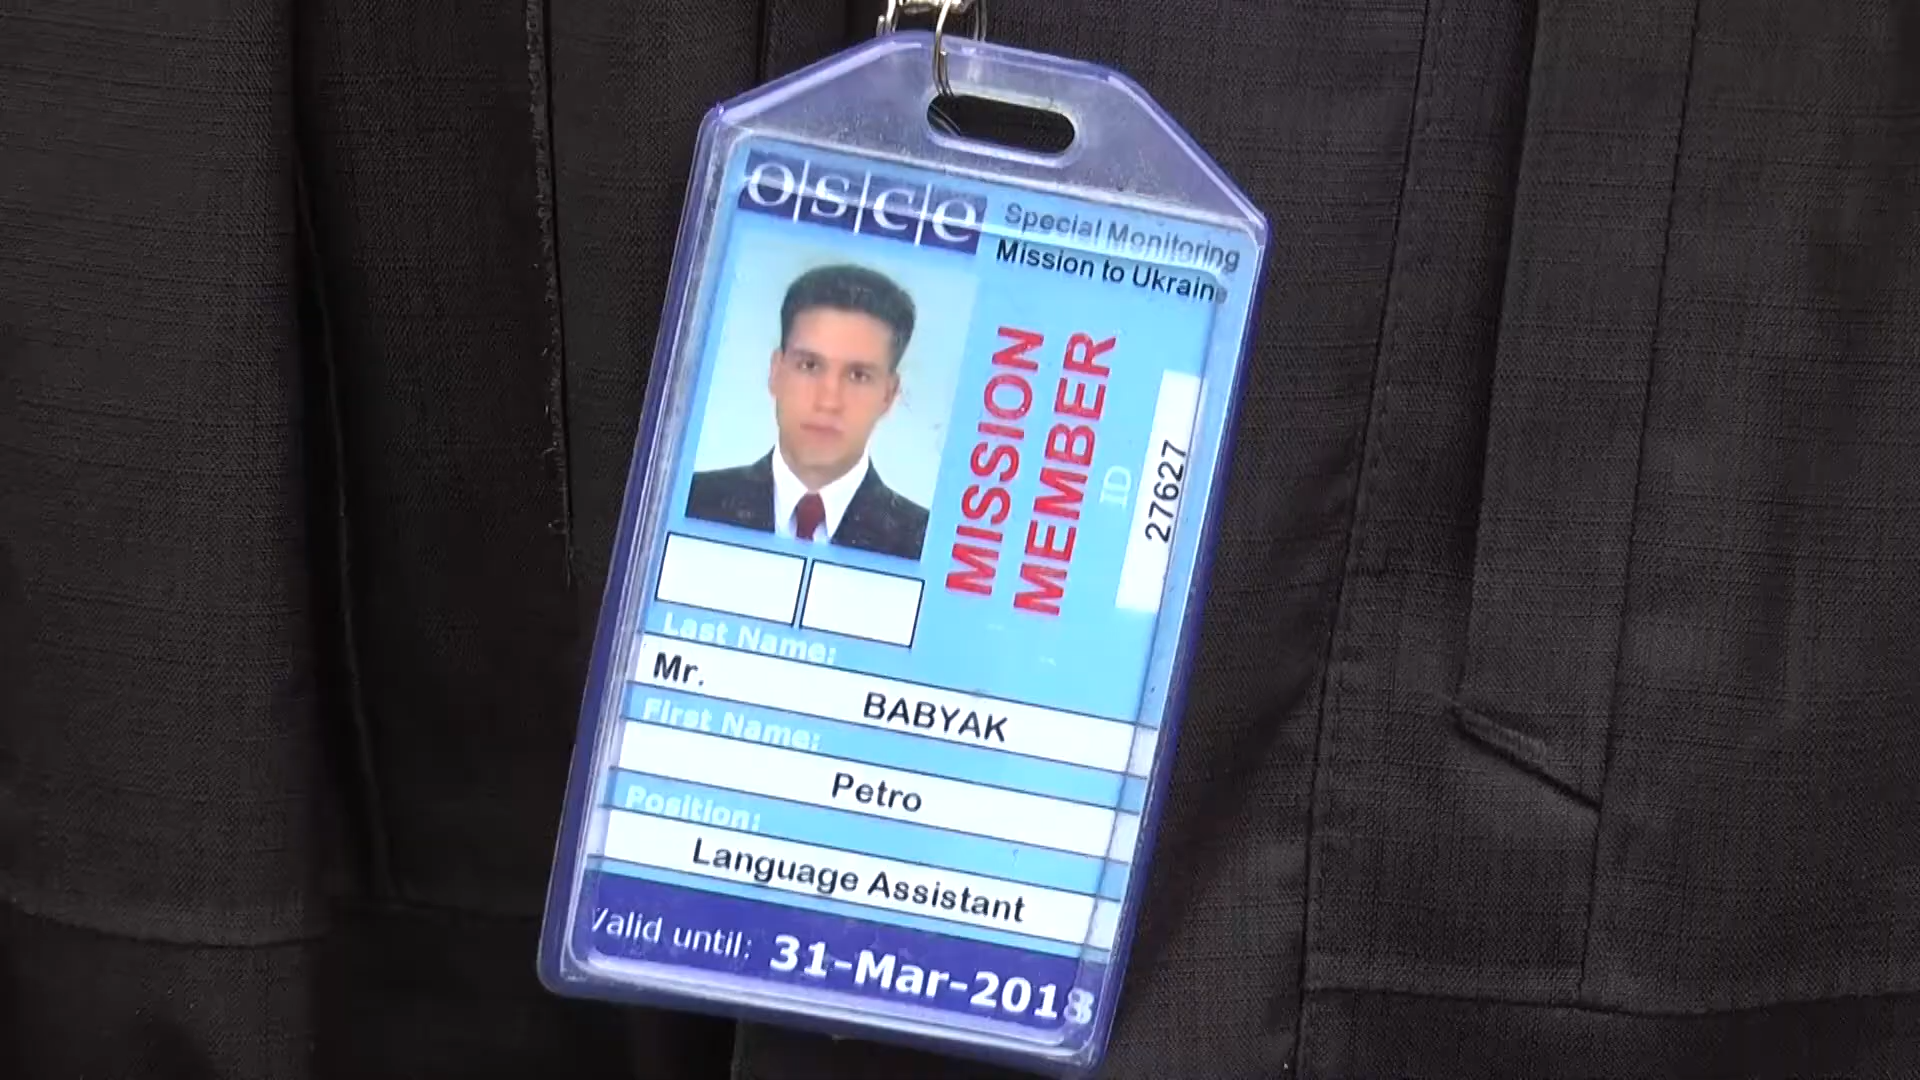 osce
Special Monitoring
Mission to Ukraine
MISSION
MEMBER
ID
27627
Last Name:
Mr. BABYAK
First Name:
Petro
Position:
Language Assistant
Valid until: 31-Mar-2018